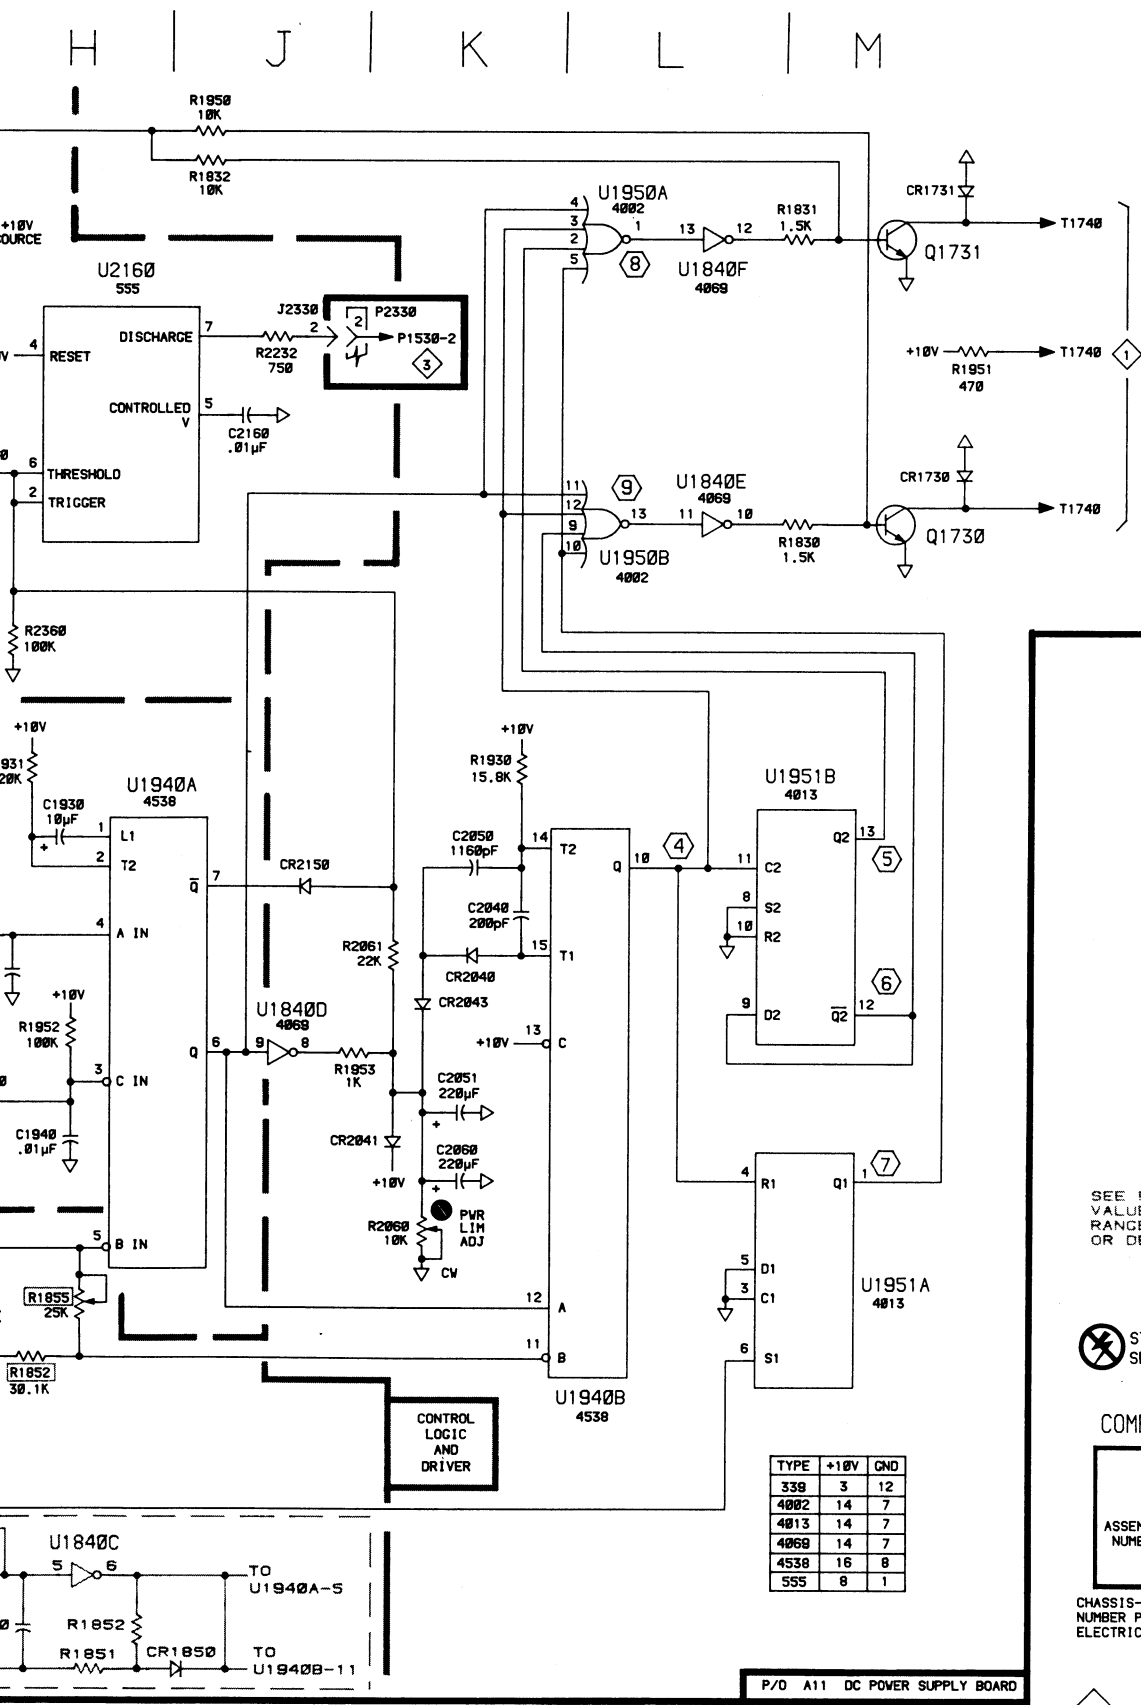 H J K L M
R1950
10K
R1832
10K
+10V
U2160
555
4 RESET
DISCHARGE 7
CONTROLLED 5
V
6 THRESHOLD
2 TRIGGER
R2232
750
J2330
2
P2330
2
P1530-2
3
C2160
.01µF
R2360
100K
U1950A
4002
4
3
2
5
1
8
13 12
U1840F
4069
R1831
1.5K
CR1731
T1740
Q1731
+10V
R1951
470
T1740
1
CR1730
T1740
Q1730
11
12
9
10
9
13
U1950B
4002
U1840E
4069
11 10
R1830
1.5K
+10V
C1930
10µF
+
U1940A
4538
1 L1
2 T2
Q 7
4 A IN
Q 6
3 C IN
5 B IN
+10V
R1952
100K
C1940
.01µF
R1855
25K
R1852
30.1K
CR2150
U1840D
4069
9 8
R2061
22K
R1953
1K
CR2041
+10V
C2050
1160pF
C2040
200pF
CR2040
CR2043
C2051
220µF
+
C2060
220µF
+
R2060
10K
PWR
LIM
ADJ
CW
+10V
R1930
15.8K
14 T2
15 T1
+10V 13 C
12 A
11 B
Q 10
U1940B
4538
4
U1951B
4013
11 C2
8 S2
10 R2
9 D2
Q2 13
5
Q2 12
6
4 R1
5 D1
3 C1
6 S1
Q1 1
7
U1951A
4013
CONTROL
LOGIC
AND
DRIVER
TYPE +10V GND
339 3 12
4002 14 7
4013 14 7
4069 14 7
4538 16 8
555 8 1
U1840C
5 6
TO
U1940A-5
R1852
R1851
CR1850
TO
U1940B-11
P/O A11 DC POWER SUPPLY BOARD
SEE
OR
CHASSIS-